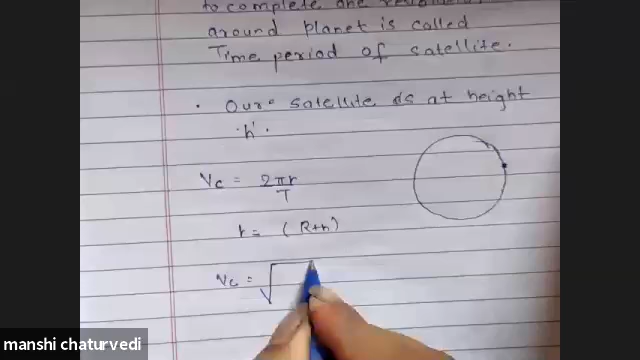 to complete one
around planet is called
Time period of satellite.
• Our satellite is at height
'h'.
Vc = 2πr
T
r = (R+h)
Vc = √
manshi chaturvedi